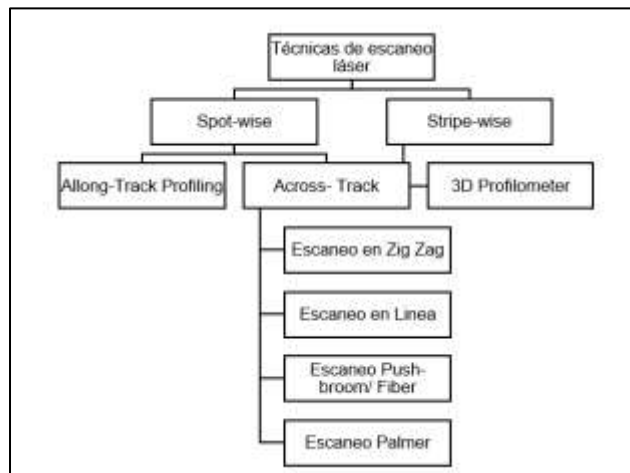 Técnicas de escaneo
láser
Spot-wise
Stripe-wise
Allong-Track Profiling
Across- Track
3D Profilometer
Escaneo en Zig Zag
Escaneo en Linea
Escaneo Push-
broom/ Fiber
Escaneo Palmer